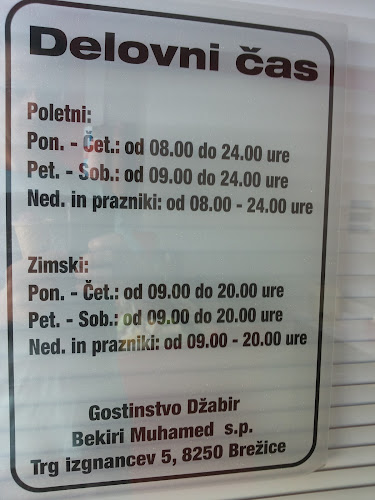 Delovni čas
Poletni:
Pon. - Čet.: od 08.00 do 24.00 ure
Pet. - Sob.: od 09.00 do 24.00 ure
Ned. in prazniki: od 08.00 - 24.00 ure
Zimski:
Pon. - Čet.: od 09.00 do 20.00 ure
Pet. - Sob.: od 09.00 do 20.00 ure
Ned. in prazniki: od 09.00 - 20.00 ure
Gostinstvo Džabir
Bekiri Muhamed s.p.
Trg izgnancev 5, 8250 Brežice